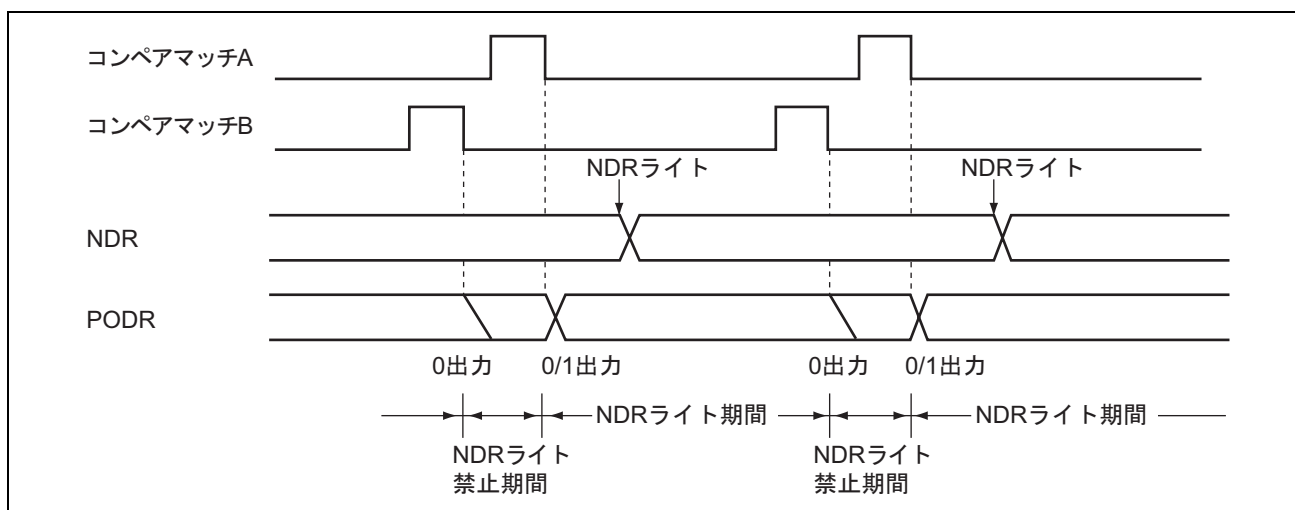 コンペアマッチA
コンペアマッチB
NDRライト NDRライト
NDR
PODR
0出力 0/1出力 0出力 0/1出力
NDRライト期間 NDRライト期間
NDRライト NDRライト
禁止期間 禁止期間